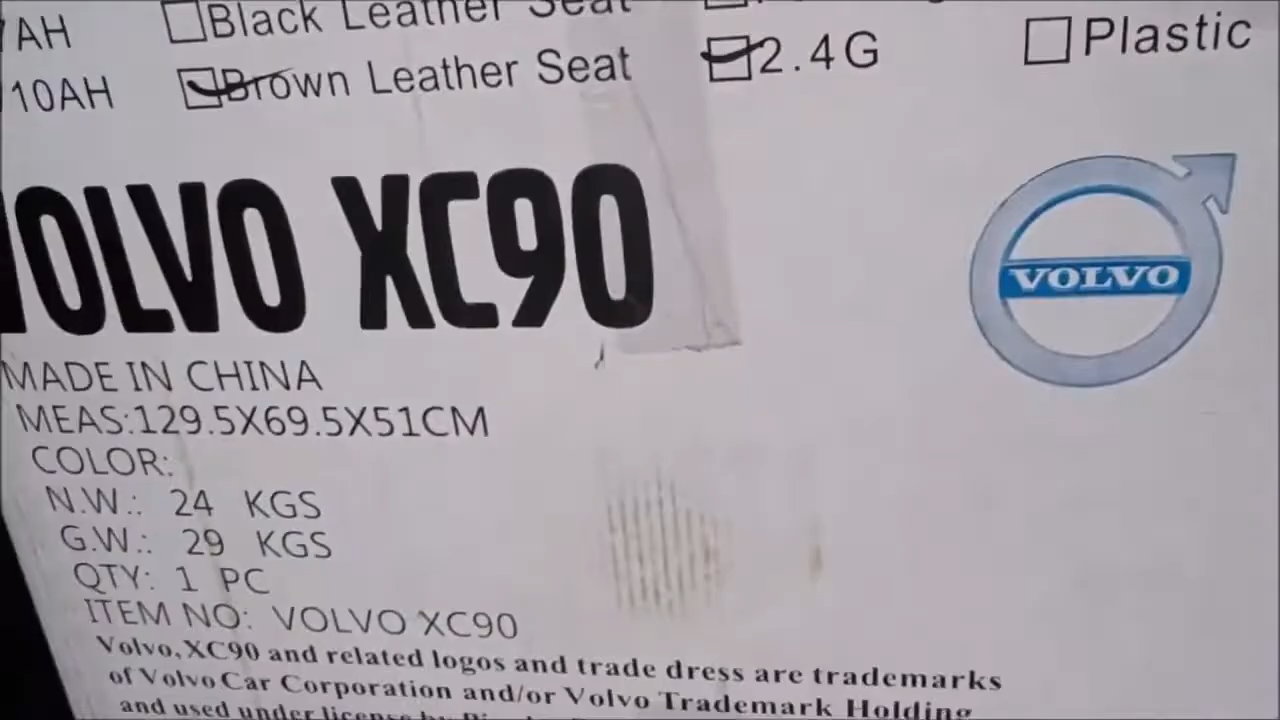 AH Black Leather Seat
10AH Brown Leather Seat 2.4G Plastic
VOLVO XC90
VOLVO
MADE IN CHINA
MEAS:129.5X69.5X51CM
COLOR:
N.W.: 24 KGS
G.W.: 29 KGS
QTY: 1 PC
ITEM NO: VOLVO XC90
Volvo,XC90 and related logos and trade dress are trademarks
of Volvo Car Corporation and/or Volvo Trademark Holding
and used under license by